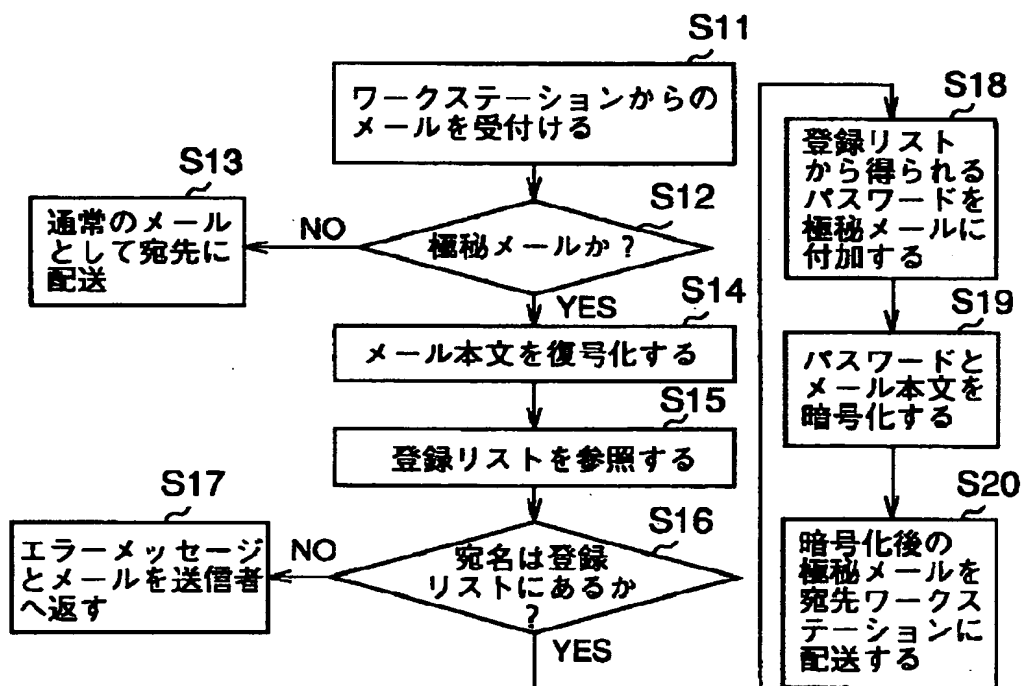 S11
ワークステーションからの
メールを受付ける
S12
極秘メールか？
NO
S13
通常のメール
として宛先に
配送
YES
S14
メール本文を復号化する
S15
登録リストを参照する
S16
宛名は登録
リストにあるか
？
NO
S17
エラーメッセージ
とメールを送信者
へ返す
YES
S18
登録リスト
から得られる
パスワードを
極秘メールに
付加する
S19
パスワードと
メール本文を
暗号化する
S20
暗号化後の
極秘メールを
宛先ワークス
テーションに
配送する